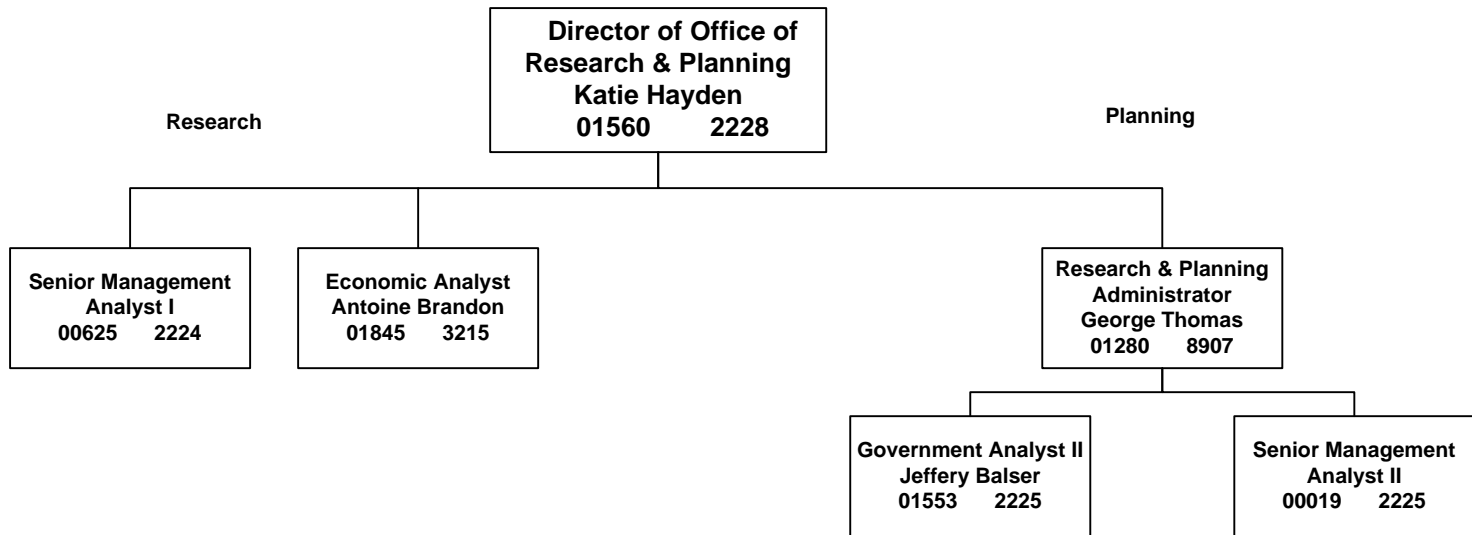 Director of Office of
Research & Planning
Katie Hayden
01560 2228
Research
Planning
Senior Management
Analyst I
00625 2224
Economic Analyst
Antoine Brandon
01845 3215
Research & Planning
Administrator
George Thomas
01280 8907
Government Analyst II
Jeffery Balser
01553 2225
Senior Management
Analyst II
00019 2225